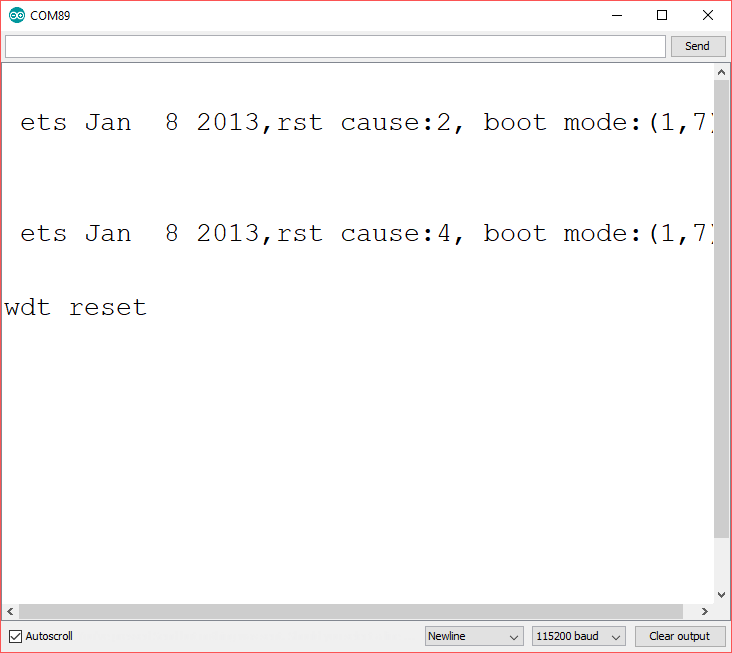 COM89
Send
ets Jan  8 2013,rst cause:2, boot mode:(1,7)
ets Jan  8 2013,rst cause:4, boot mode:(1,7)
wdt reset
Autoscroll
Newline
115200 baud
Clear output